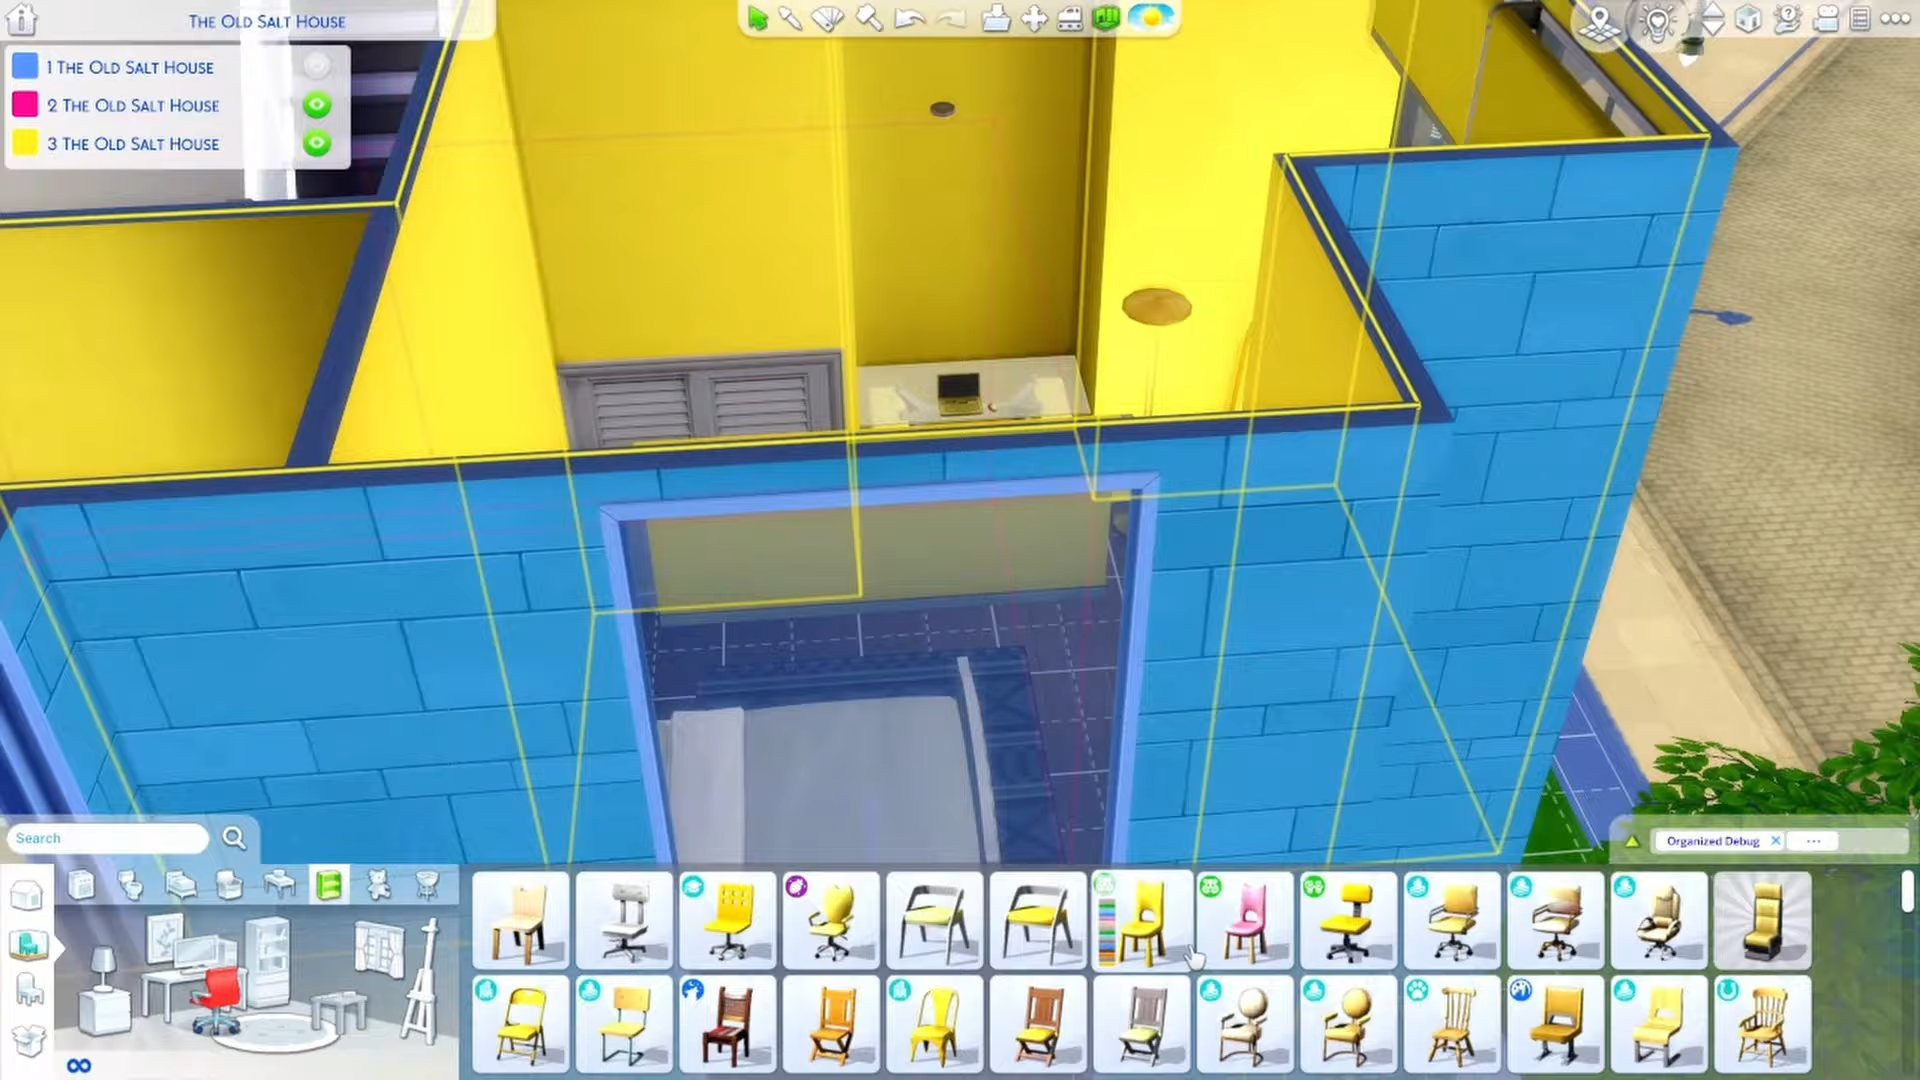 The Old Salt House
1 The Old Salt House
2 The Old Salt House
3 The Old Salt House
Search
Organized Debug